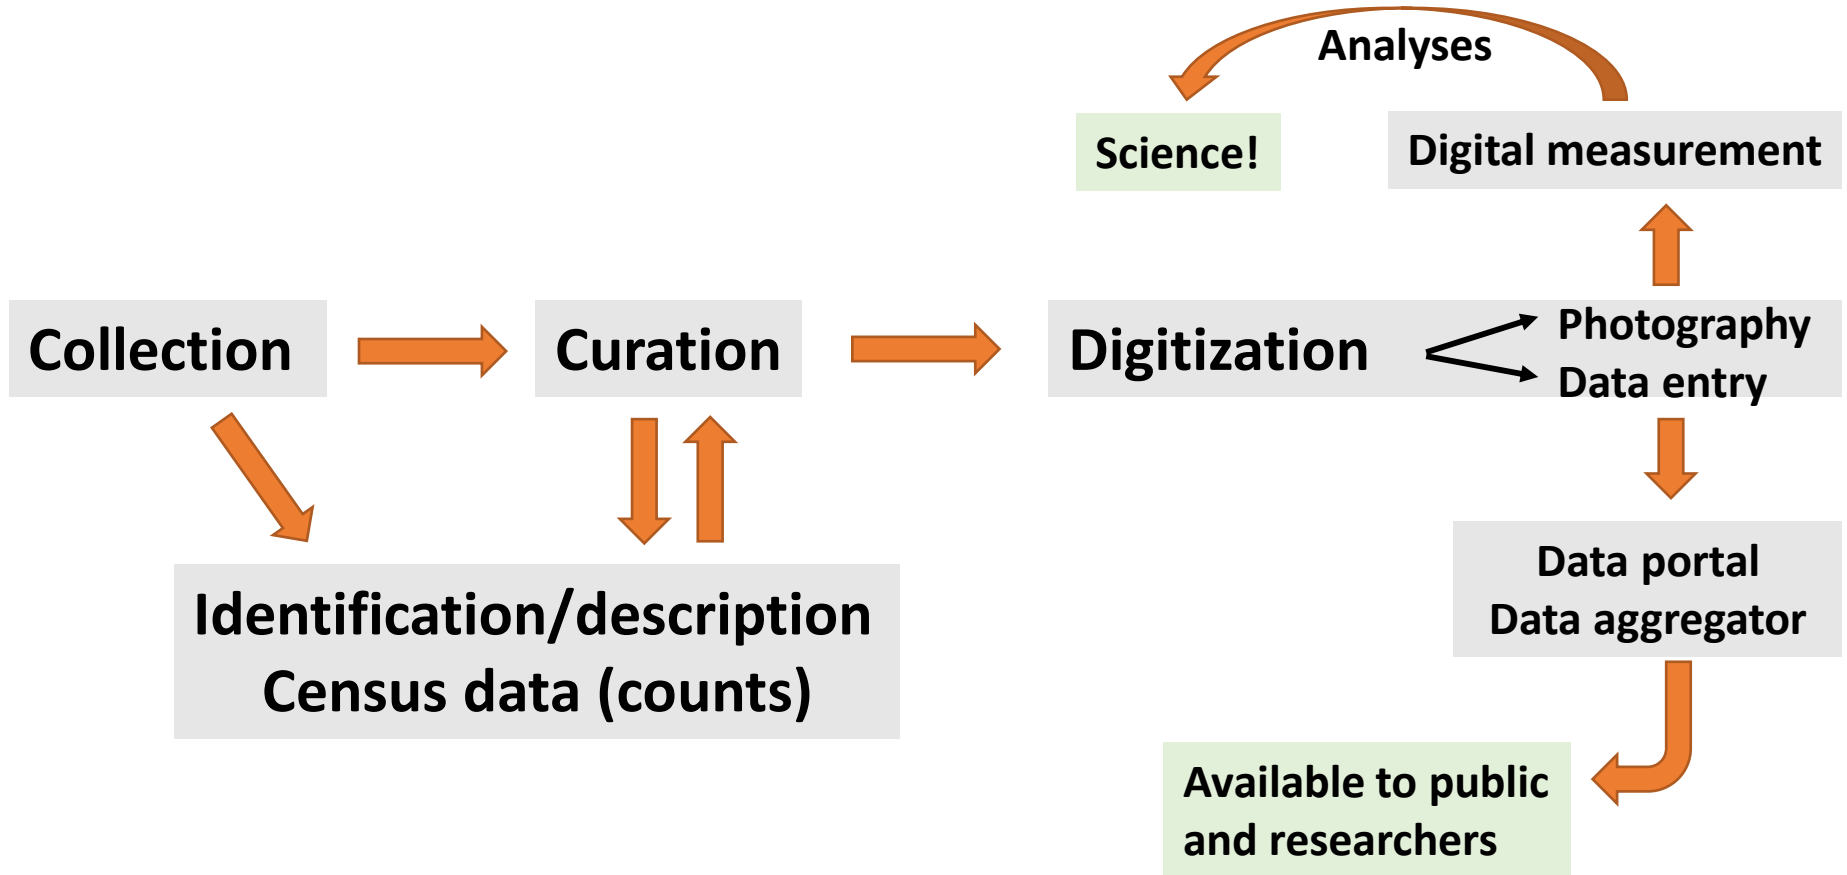 Analyses
Science!
Digital measurement
Collection
Curation
Digitization
Photography
Data entry
Identification/description
Census data (counts)
Data portal
Data aggregator
Available to public
and researchers